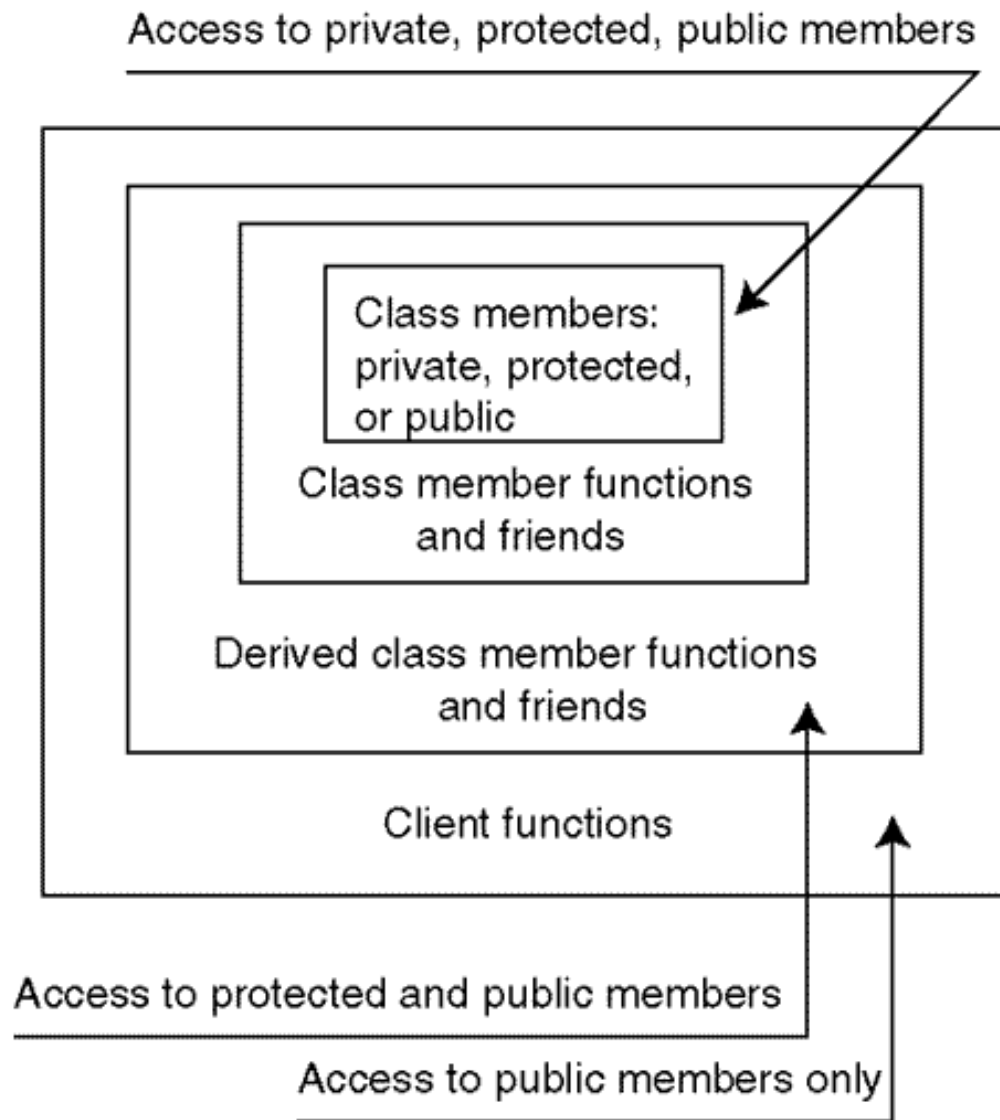 Access to private, protected, public members
Class members:
private, protected,
or public
Class member functions
and friends
Derived class member functions
and friends
Client functions
Access to protected and public members
Access to public members only